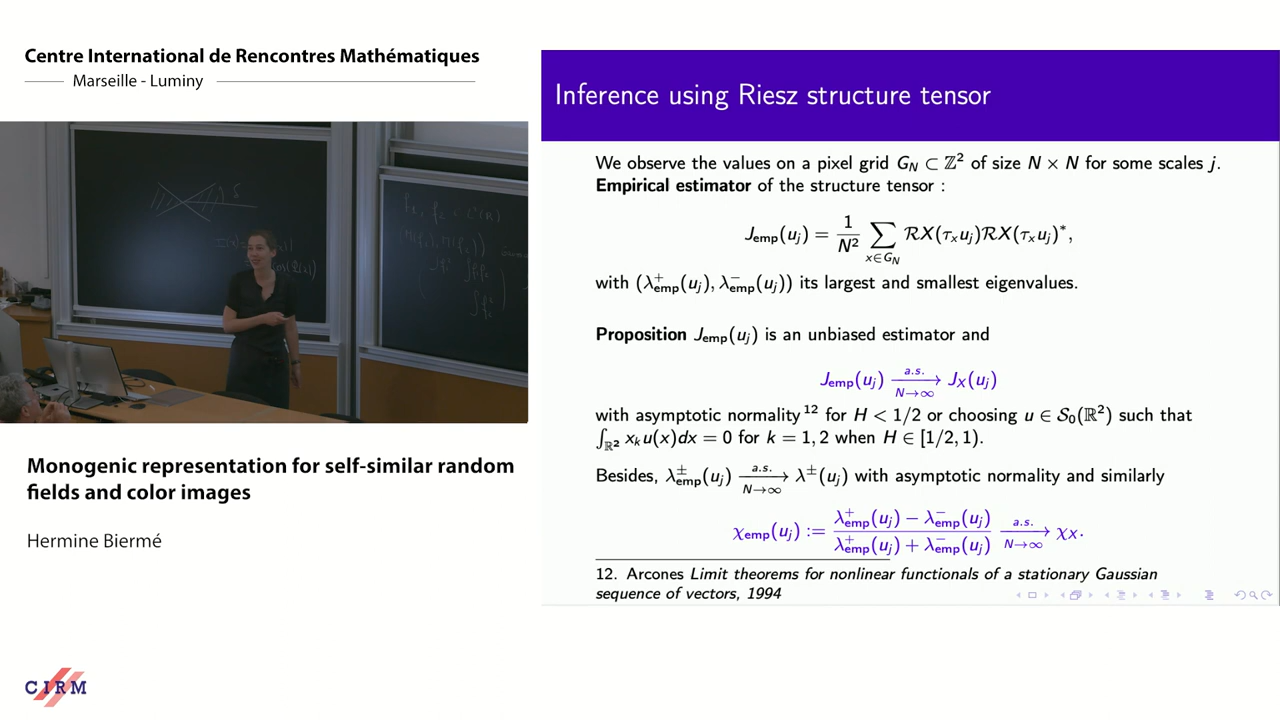 Centre International de Rencontres Mathématiques
Marseille - Luminy
Monogenic representation for self-similar random
fields and color images
Hermine Biermé
CIRM
Inference using Riesz structure tensor
We observe the values on a pixel grid G_N ⊂ ℤ² of size N × N for some scales j.
Empirical estimator of the structure tensor :
J_emp(u_j) = 1/N² ∑_{x∈G_N} ℛX(τ_x u_j)ℛX(τ_x u_j)*,
with (λ⁺_emp(u_j), λ⁻_emp(u_j)) its largest and smallest eigenvalues.
Proposition J_emp(u_j) is an unbiased estimator and
J_emp(u_j) a.s.⟶N→∞ J_X(u_j)
with asymptotic normality ¹² for H < 1/2 or choosing u ∈ 𝒮₀(ℝ²) such that
∫_ℝ² x_k u(x)dx = 0 for k = 1, 2 when H ∈ [1/2, 1).
Besides, λ^±_emp(u_j) a.s.⟶N→∞ λ^±(u_j) with asymptotic normality and similarly
χ_emp(u_j) := (λ⁺_emp(u_j) − λ⁻_emp(u_j)) / (λ⁺_emp(u_j) + λ⁻_emp(u_j)) a.s.⟶N→∞ χ_X.
12. Arcones Limit theorems for nonlinear functionals of a stationary Gaussian
sequence of vectors, 1994